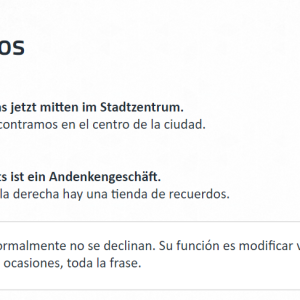 os
jetzt mitten im Stadtzentrum.
contramos en el centro de la ciudad.
ist ein Andenkengeschäft.
la derecha hay una tienda de recuerdos.
ormalmente no se declinan. Su función es modificar
ocasiones, toda la frase.